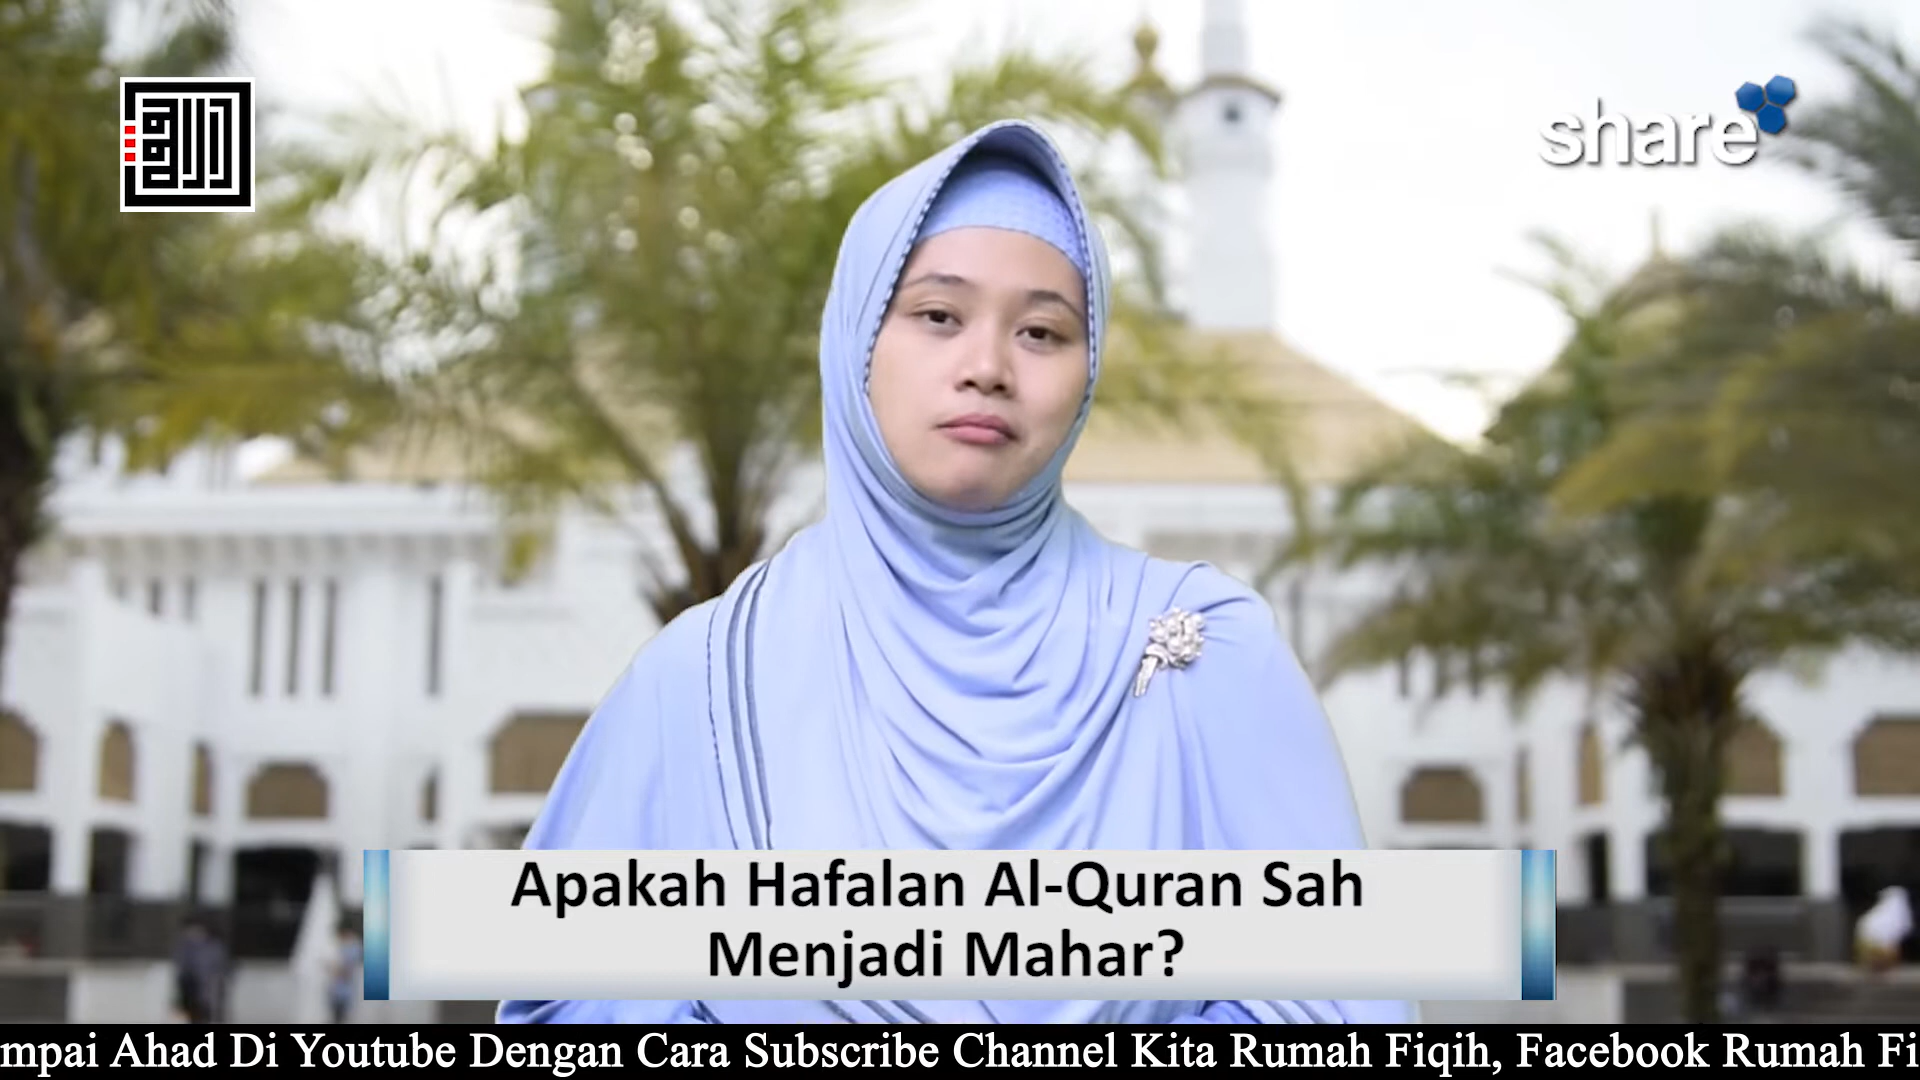 share
Apakah Hafalan Al-Quran Sah
Menjadi Mahar?
mpai Ahad Di Youtube Dengan Cara Subscribe Channel Kita Rumah Fiqih, Facebook Rumah Fi